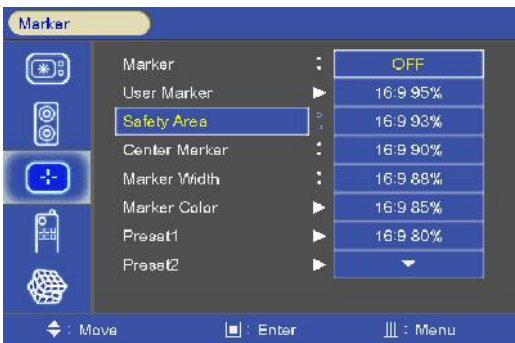 Marker
Marker : OFF
User Marker ▶ 16:9 95%
Safety Area : 16:9 93%
Center Marker : 16:9 90%
Marker Width : 16:9 88%
Marker Color ▶ 16:9 85%
Preset1 ▶ 16:9 80%
Preset2 ▶
: Move : Enter : Menu